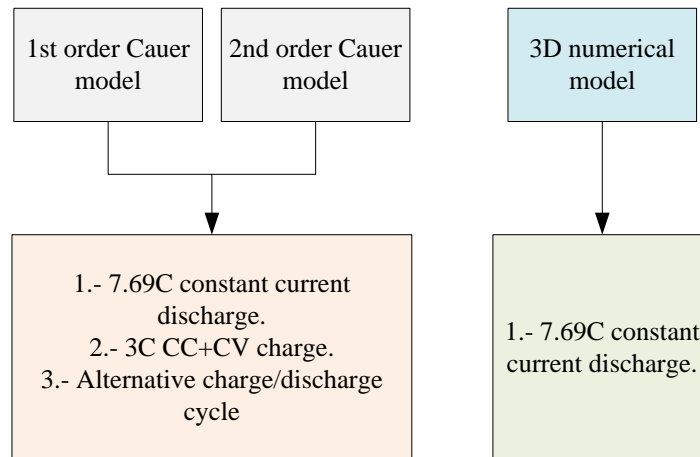 1st order Cauer
model
2nd order Cauer
model
3D numerical
model
1.- 7.69C constant current
discharge.
2.- 3C CC+CV charge.
3.- Alternative charge/discharge
cycle
1.- 7.69C constant
current discharge.